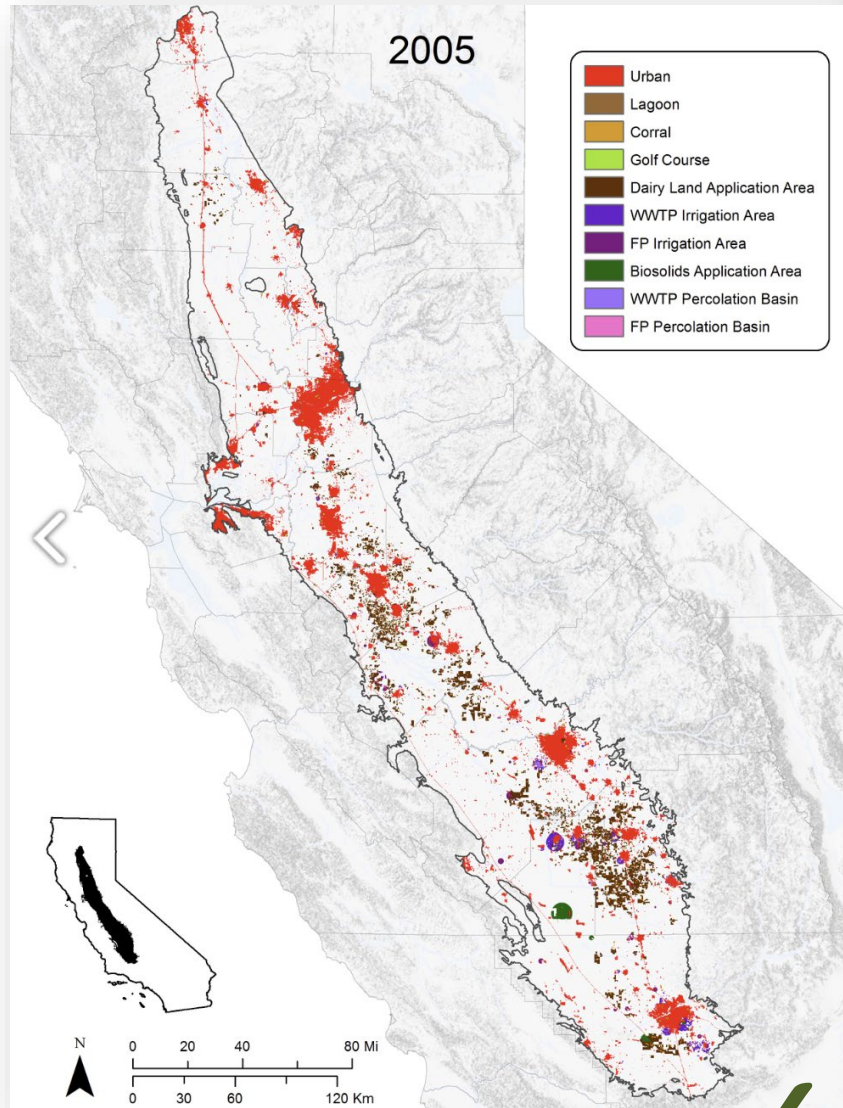 2005
Urban
Lagoon
Corral
Golf Course
Dairy Land Application Area
WWTP Irrigation Area
FP Irrigation Area
Biosolids Application Area
WWTP Percolation Basin
FP Percolation Basin
N
0 20 40 80 Mi
0 30 60 120 Km